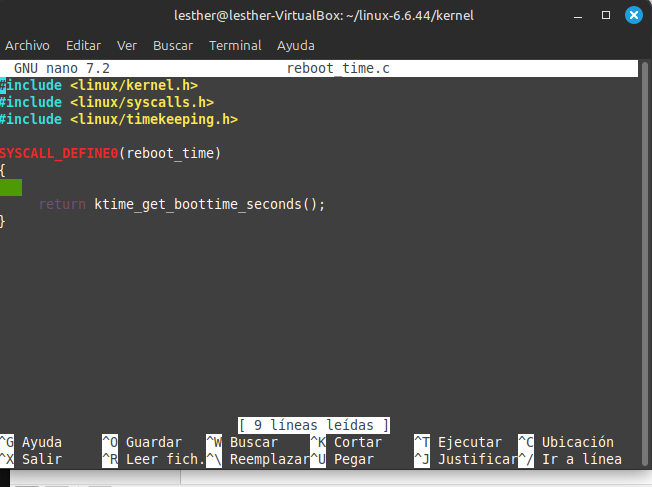 lesther@lesther-VirtualBox: ~/linux-6.6.44/kernel
Archivo Editar Ver Buscar Terminal Ayuda
GNU nano 7.2 reboot_time.c
#include <linux/kernel.h>
#include <linux/syscalls.h>
#include <linux/timekeeping.h>
SYSCALL_DEFINE0(reboot_time)
{
return ktime_get_boottime_seconds();
}
[ 9 líneas leídas ]
^G Ayuda ^O Guardar ^W Buscar ^K Cortar ^T Ejecutar ^C Ubicación
^X Salir ^R Leer fich. ^\ Reemplazar ^U Pegar ^J Justificar ^/ Ir a línea